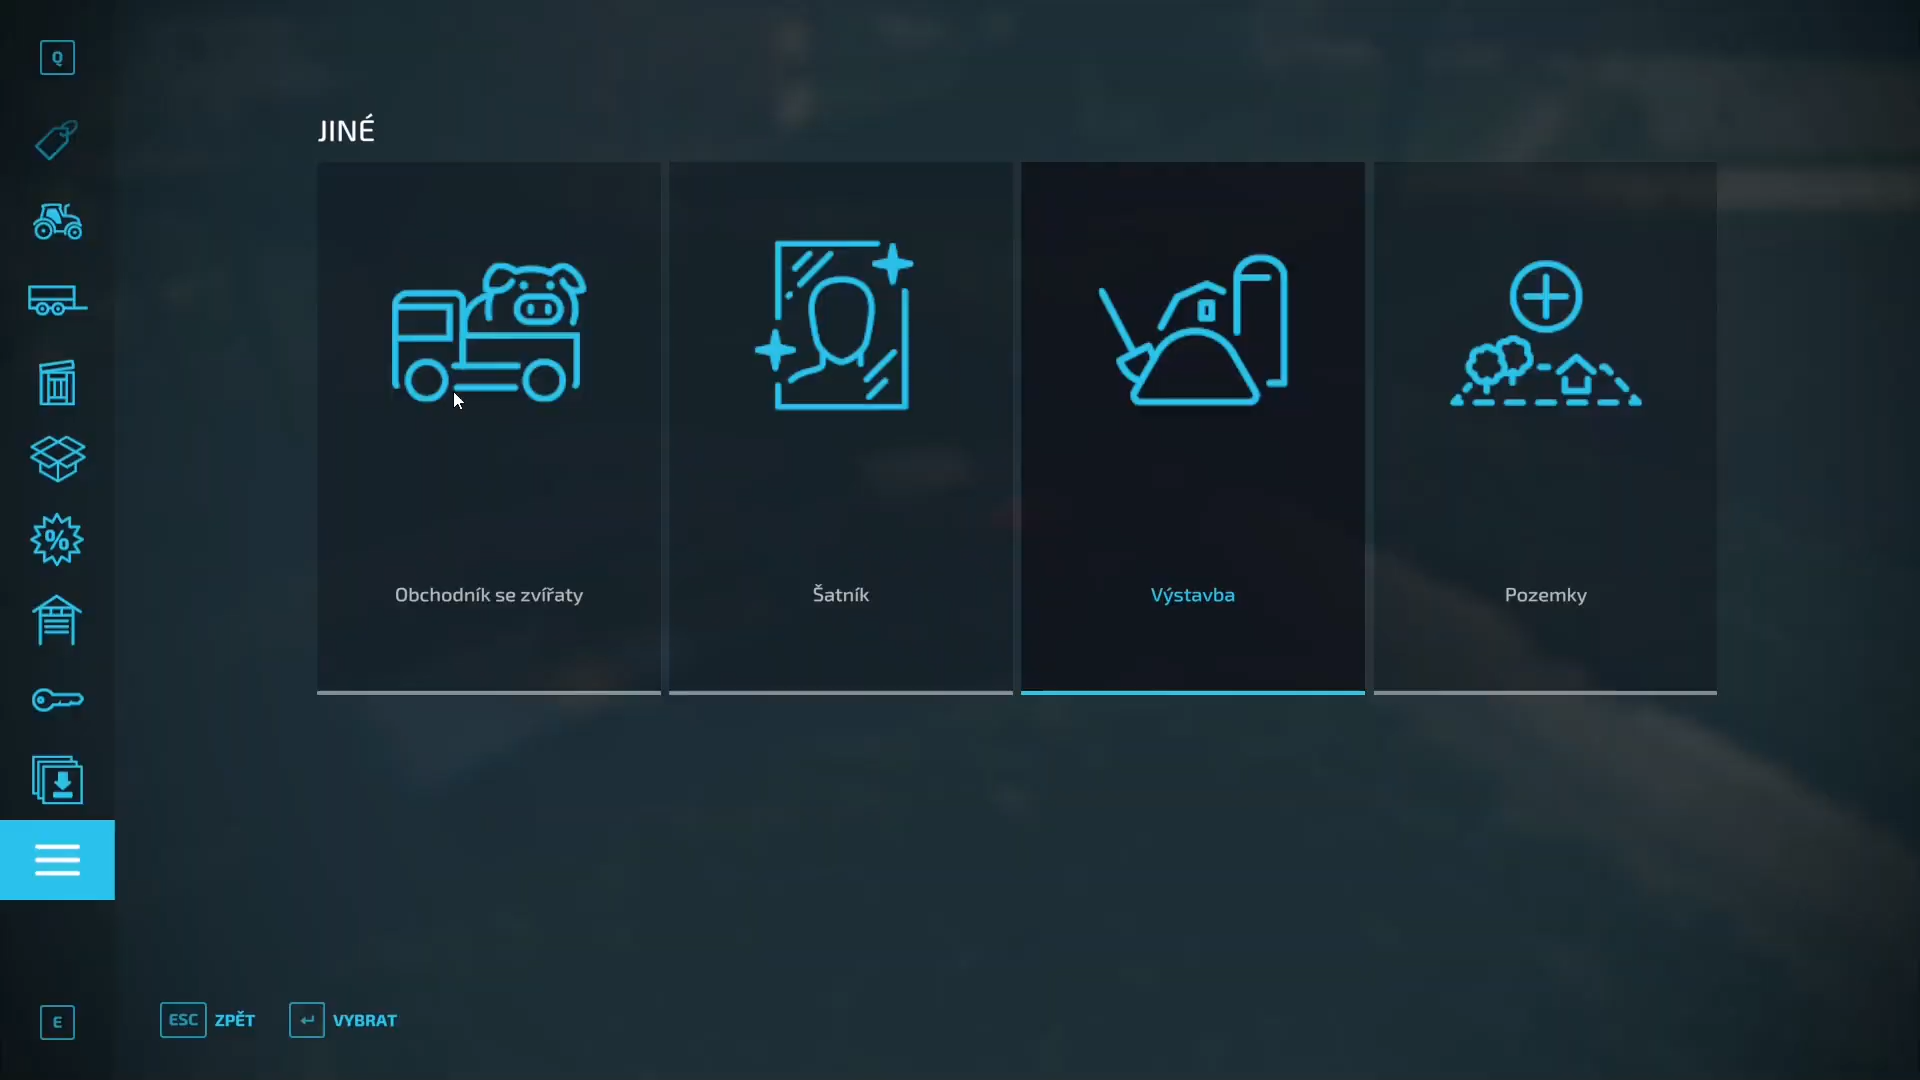 Q
JINÉ
Obchodník se zvířaty
Šatník
Výstavba
Pozemky
%
E
ESC ZPĚT
VYBRAT